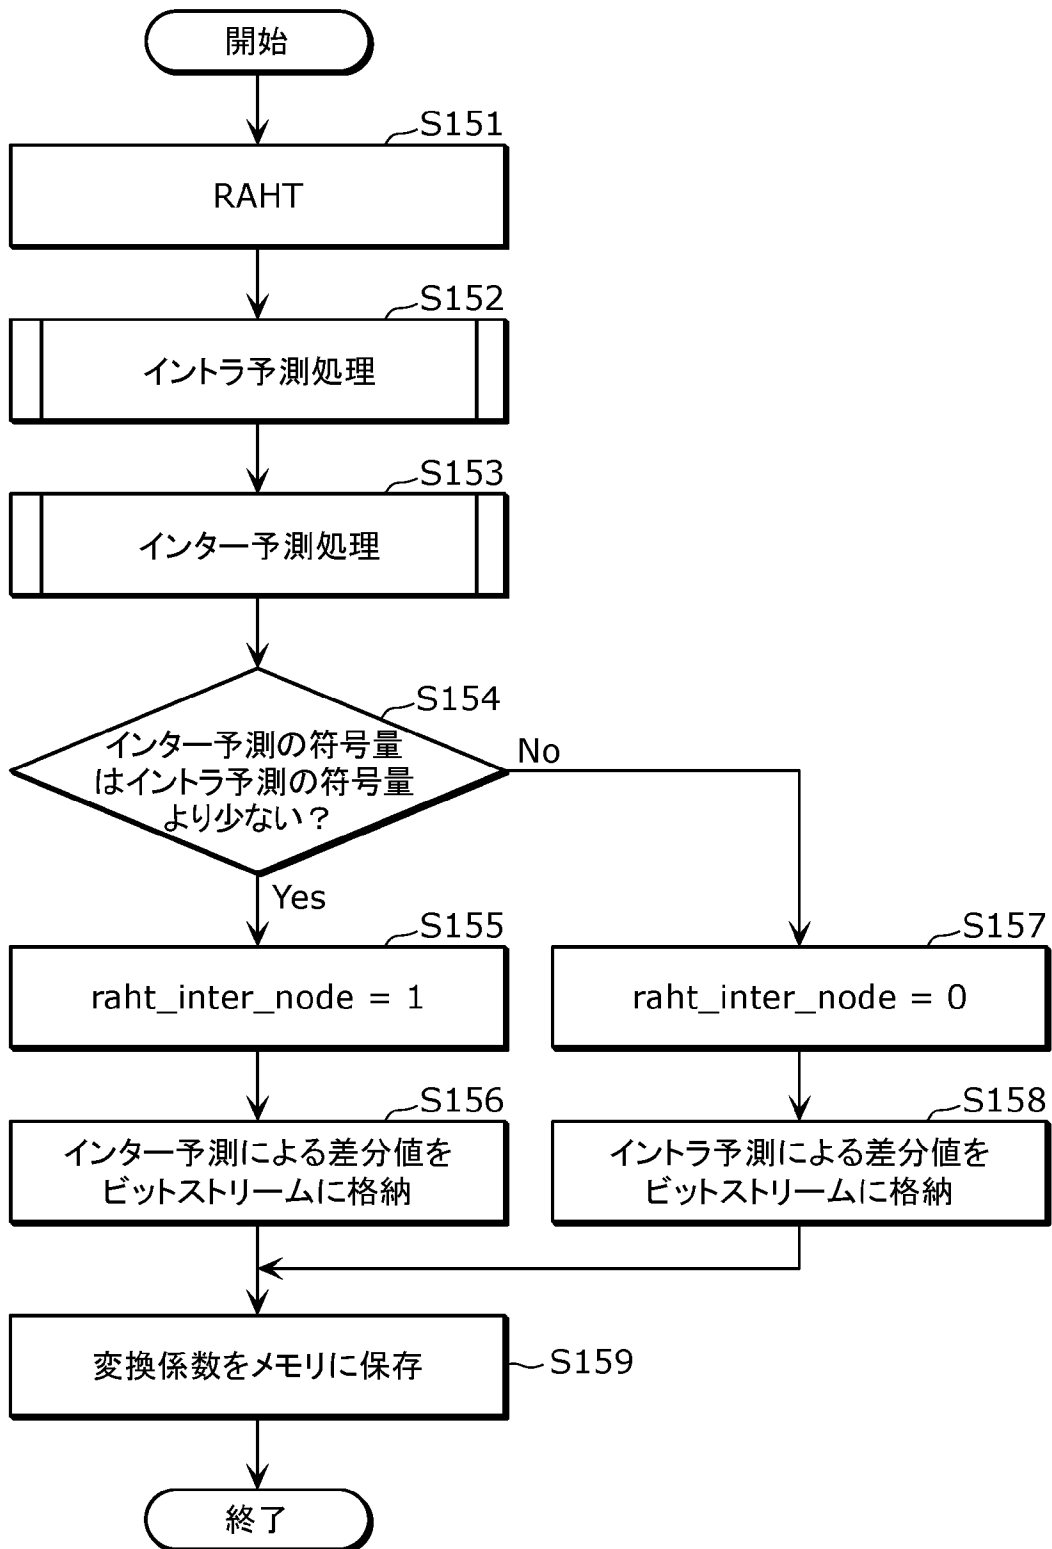 開始
S151
RAHT
S152
イントラ予測処理
S153
インター予測処理
S154
インター予測の符号量
はイントラ予測の符号量
より少ない？
No
Yes
S155
raht_inter_node = 1
S157
raht_inter_node = 0
S156
インター予測による差分値を
ビットストリームに格納
S158
イントラ予測による差分値を
ビットストリームに格納
変換係数をメモリに保存
S159
終了